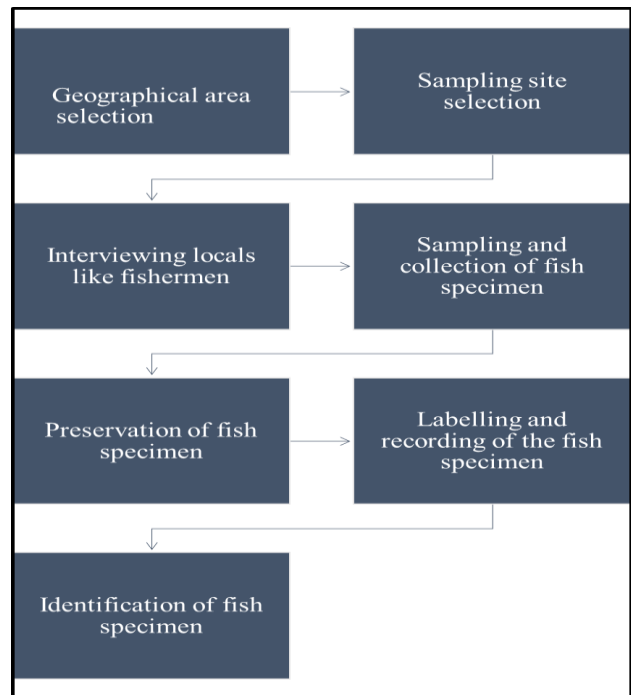 Geographical area
selection
Sampling site
selection
Interviewing locals
like fishermen
Sampling and
collection of fish
specimen
Preservation of fish
specimen
Labelling and
recording of the fish
specimen
Identification of fish
specimen